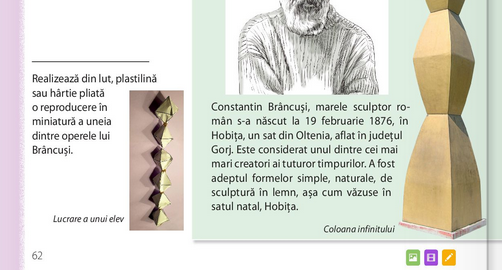 Realizează din lut, plastilină
sau hârtie pliată
o reproducere în
miniatură a uneia
dintre operele lui
Brâncuși.
Lucrare a unui elev
Constantin Brâncuși, marele sculptor ro-
mân s-a născut la 19 februarie 1876, în
Hobița, un sat din Oltenia, aflat în județul
Gorj. Este considerat unul dintre cei mai
mari creatori ai tuturor timpurilor. A fost
adeptul formelor simple, naturale, de
sculptură în lemn, așa cum văzuse în
satul natal, Hobița.
Coloana infinitului
62